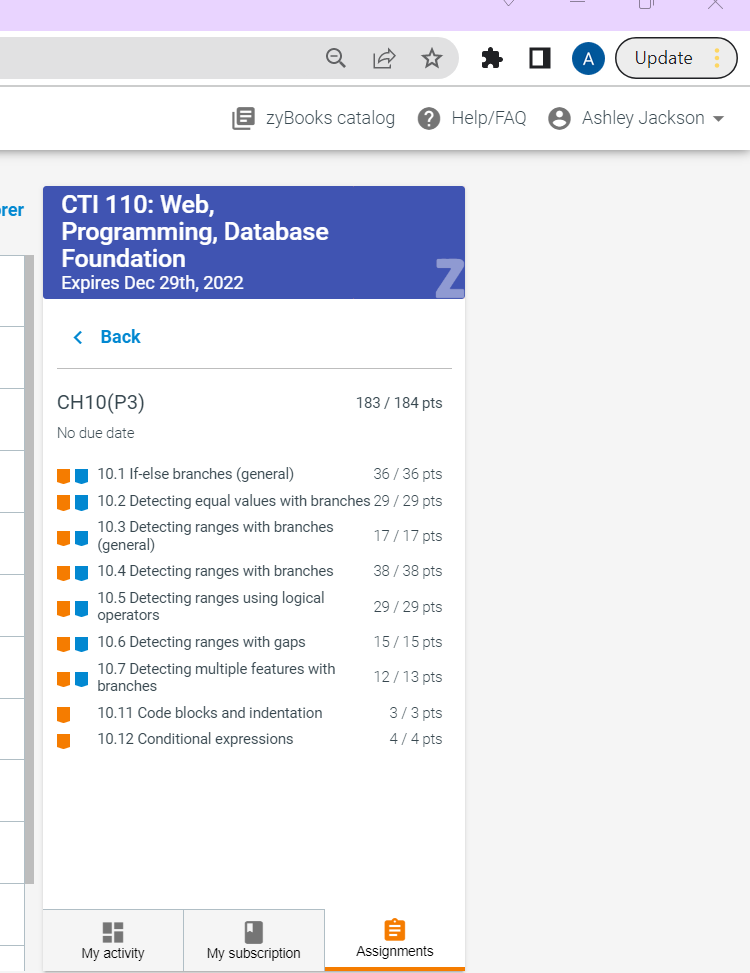 A
Update
zyBooks catalog
Help/FAQ
Ashley Jackson
rer
CTI 110: Web,
Programming, Database
Foundation
Expires Dec 29th, 2022
Z
Back
CH10(P3) 183 / 184 pts
No due date
10.1 If-else branches (general) 36 / 36 pts
10.2 Detecting equal values with branches 29 / 29 pts
10.3 Detecting ranges with branches
(general) 17 / 17 pts
10.4 Detecting ranges with branches 38 / 38 pts
10.5 Detecting ranges using logical
operators 29 / 29 pts
10.6 Detecting ranges with gaps 15 / 15 pts
10.7 Detecting multiple features with
branches 12 / 13 pts
10.11 Code blocks and indentation 3 / 3 pts
10.12 Conditional expressions 4 / 4 pts
My activity
My subscription
Assignments